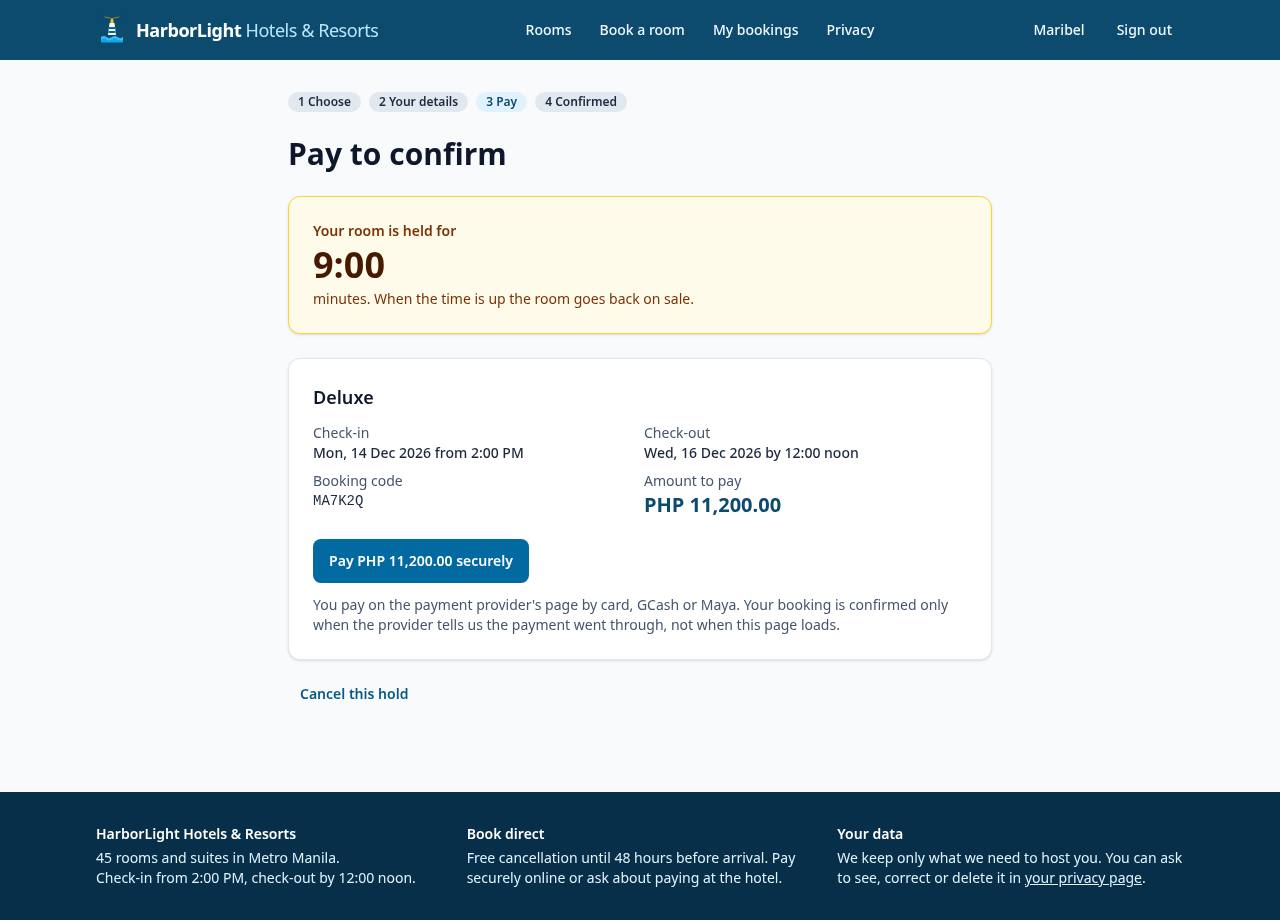 HarborLight Hotels & Resorts
Rooms
Book a room
My bookings
Privacy
Maribel
Sign out
1 Choose
2 Your details
3 Pay
4 Confirmed
Pay to confirm
Your room is held for
9:00
minutes. When the time is up the room goes back on sale.
Deluxe
Check-in
Mon, 14 Dec 2026 from 2:00 PM
Check-out
Wed, 16 Dec 2026 by 12:00 noon
Booking code
MA7K2Q
Amount to pay
PHP 11,200.00
Pay PHP 11,200.00 securely
You pay on the payment provider's page by card, GCash or Maya. Your booking is confirmed only
when the provider tells us the payment went through, not when this page loads.
Cancel this hold
HarborLight Hotels & Resorts
45 rooms and suites in Metro Manila.
Check-in from 2:00 PM, check-out by 12:00 noon.
Book direct
Free cancellation until 48 hours before arrival. Pay
securely online or ask about paying at the hotel.
Your data
We keep only what we need to host you. You can ask
to see, correct or delete it in your privacy page.